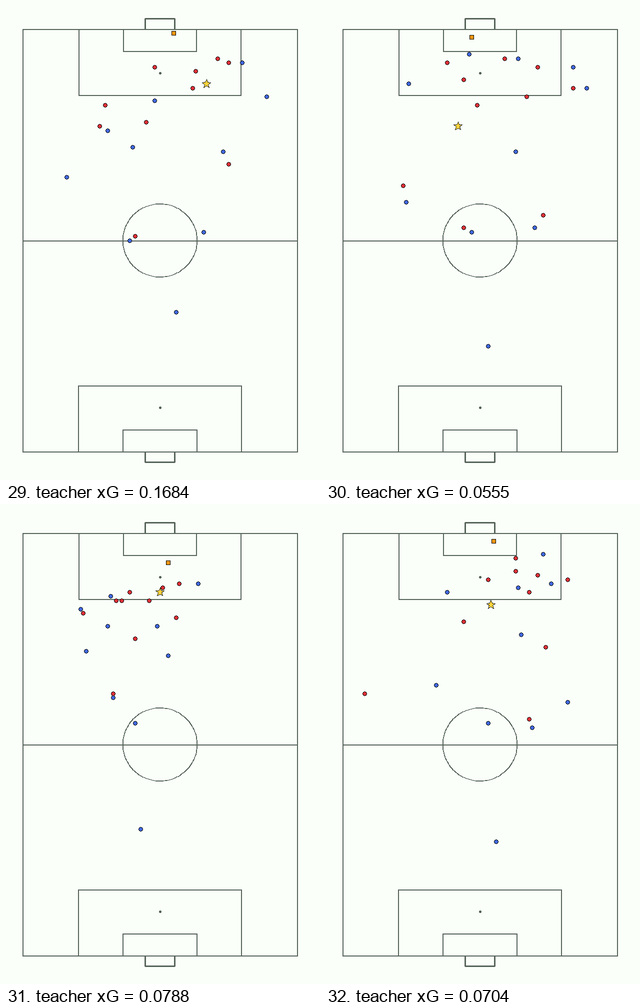 29. teacher xG = 0.1684
30. teacher xG = 0.0555
31. teacher xG = 0.0788
32. teacher xG = 0.0704